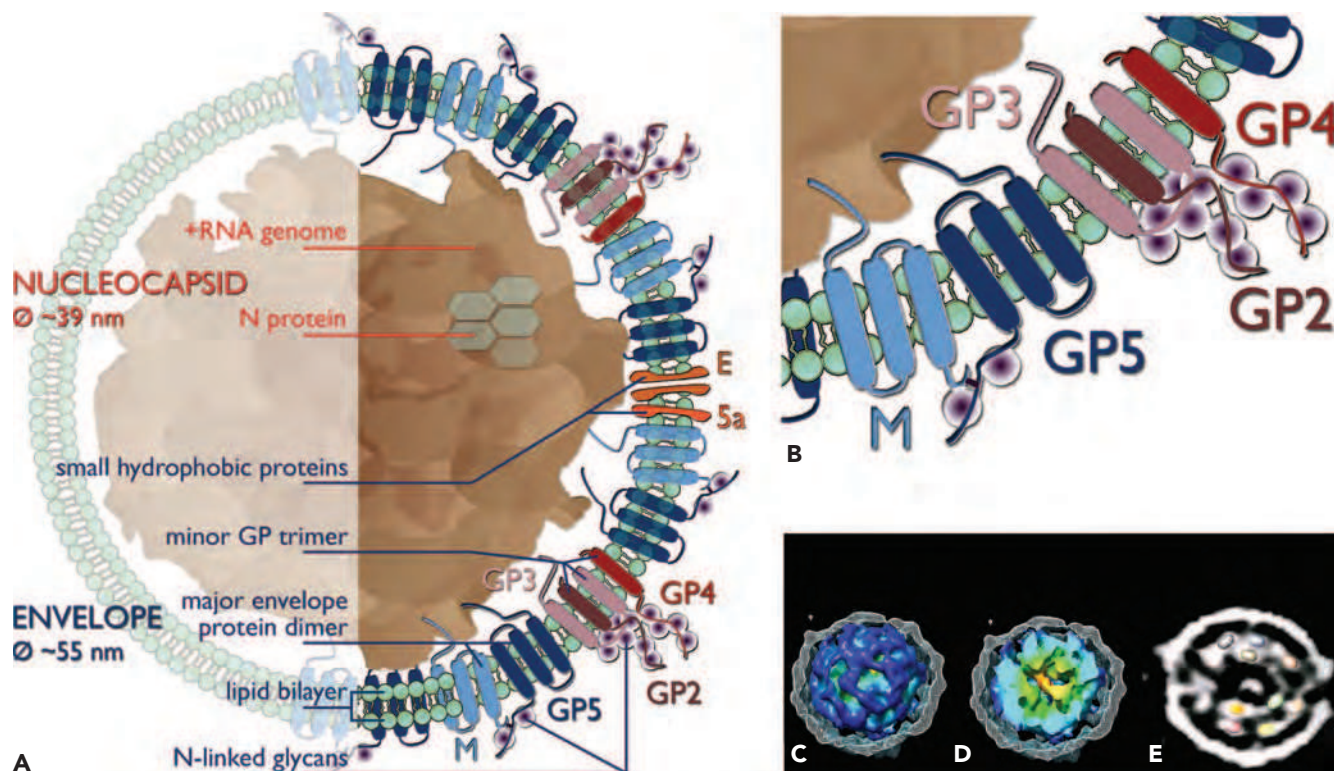 +RNA genome
NUCLEOCAPSID
Ø ~39 nm
N protein
E
5a
small hydrophobic proteins
minor GP trimer
GP3
GP4
major envelope
protein dimer
ENVELOPE
Ø ~55 nm
lipid bilayer
GP2
GP5
M
N-linked glycans
A
GP3
GP4
GP2
GP5
M
B
C
D
E